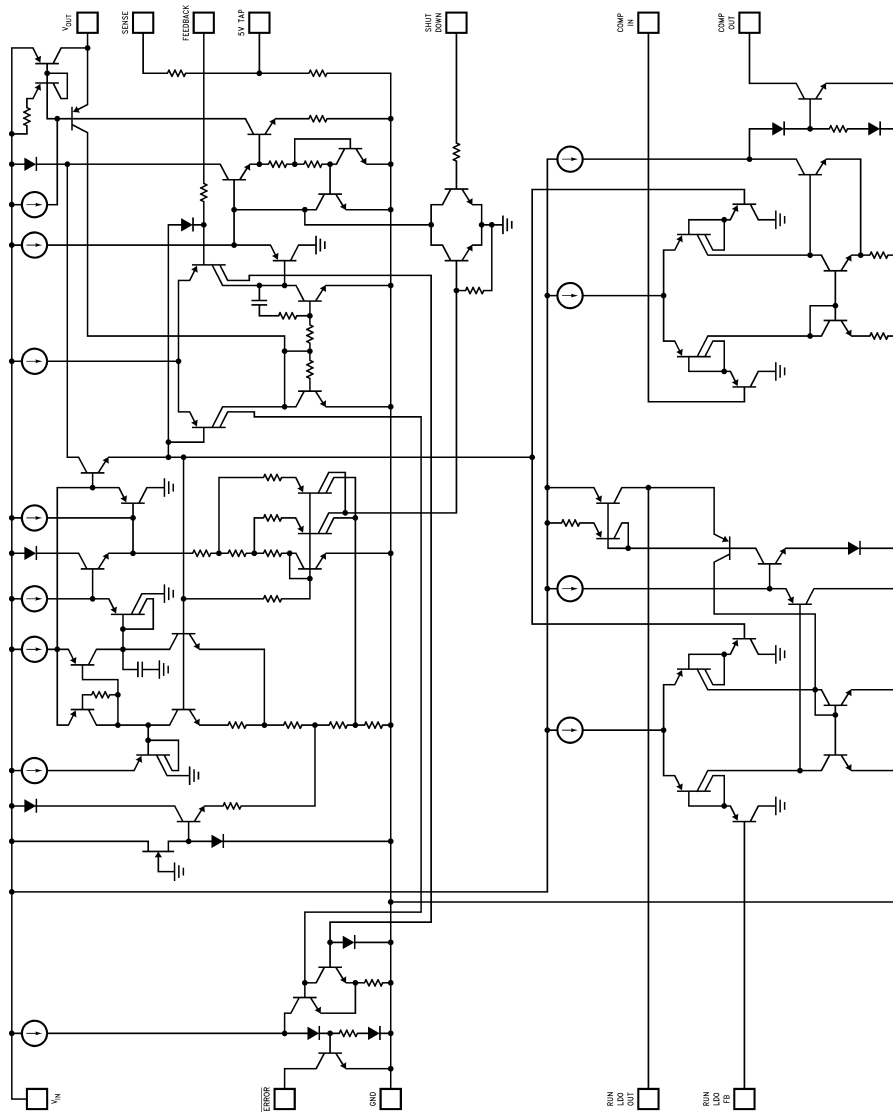 VOUT
SENSE
FEEDBACK
5V TAP
SHUT
DOWN
COMP
IN
COMP
OUT
VIN
ERROR
GND
RUN
LDO
OUT
RUN
LDO
FB